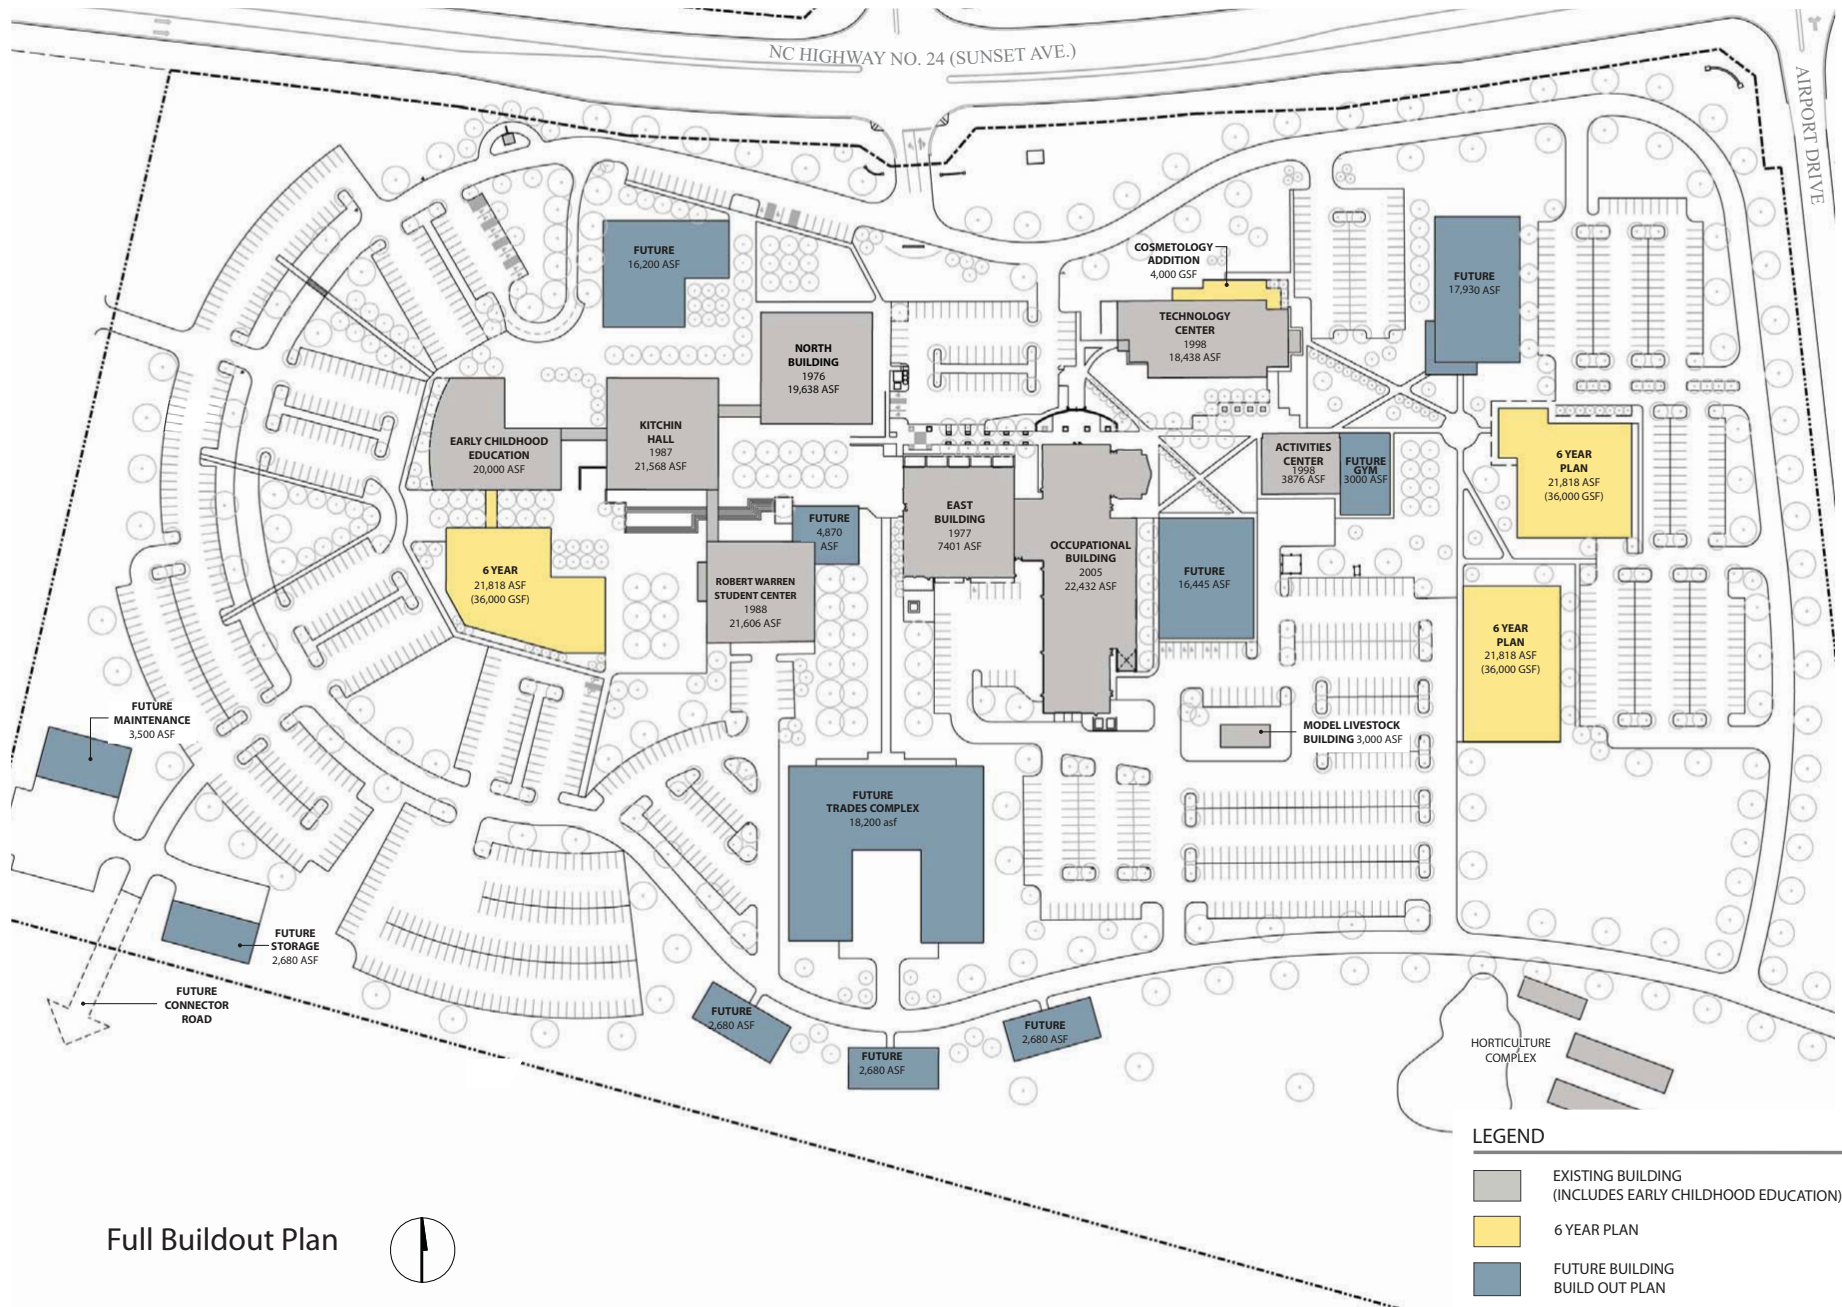 NC HIGHWAY NO. 24 (SUNSET AVE.)
AIRPORT DRIVE
FUTURE
16,200 ASF
COSMETOLOGY
ADDITION
4,000 GSF
FUTURE
17,930 ASF
TECHNOLOGY
CENTER
1998
18,438 ASF
NORTH
BUILDING
1976
19,638 ASF
EARLY CHILDHOOD
EDUCATION
20,000 ASF
KITCHIN
HALL
1987
21,568 ASF
ACTIVITIES
CENTER
1998
3876 ASF
FUTURE
GYM
3000 ASF
6 YEAR
PLAN
21,818 ASF
(36,000 GSF)
EAST
BUILDING
1977
7401 ASF
FUTURE
4,870
ASF
OCCUPATIONAL
BUILDING
2005
22,432 ASF
FUTURE
16,445 ASF
6 YEAR
21,818 ASF
(36,000 GSF)
ROBERT WARREN
STUDENT CENTER
1988
21,606 ASF
6 YEAR
PLAN
21,818 ASF
(36,000 GSF)
FUTURE
MAINTENANCE
3,500 ASF
MODEL LIVESTOCK
BUILDING 3,000 ASF
FUTURE
TRADES COMPLEX
18,200 asf
FUTURE
STORAGE
2,680 ASF
FUTURE
CONNECTOR
ROAD
FUTURE
2,680 ASF
FUTURE
2,680 ASF
FUTURE
2,680 ASF
HORTICULTURE
COMPLEX
LEGEND
EXISTING BUILDING
(INCLUDES EARLY CHILDHOOD EDUCATION)
6 YEAR PLAN
FUTURE BUILDING
BUILD OUT PLAN
Full Buildout Plan